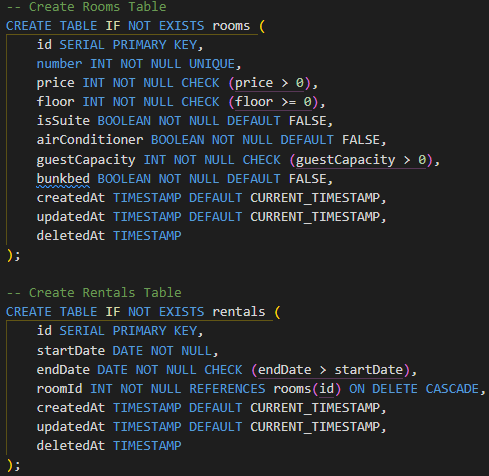 -- Create Rooms Table
CREATE TABLE IF NOT EXISTS rooms (
    id SERIAL PRIMARY KEY,
    number INT NOT NULL UNIQUE,
    price INT NOT NULL CHECK (price > 0),
    floor INT NOT NULL CHECK (floor >= 0),
    isSuite BOOLEAN NOT NULL DEFAULT FALSE,
    airConditioner BOOLEAN NOT NULL DEFAULT FALSE,
    guestCapacity INT NOT NULL CHECK (guestCapacity > 0),
    bunkbed BOOLEAN NOT NULL DEFAULT FALSE,
    createdAt TIMESTAMP DEFAULT CURRENT_TIMESTAMP,
    updatedAt TIMESTAMP DEFAULT CURRENT_TIMESTAMP,
    deletedAt TIMESTAMP
);

-- Create Rentals Table
CREATE TABLE IF NOT EXISTS rentals (
    id SERIAL PRIMARY KEY,
    startDate DATE NOT NULL,
    endDate DATE NOT NULL CHECK (endDate > startDate),
    roomId INT NOT NULL REFERENCES rooms(id) ON DELETE CASCADE,
    createdAt TIMESTAMP DEFAULT CURRENT_TIMESTAMP,
    updatedAt TIMESTAMP DEFAULT CURRENT_TIMESTAMP,
    deletedAt TIMESTAMP
);